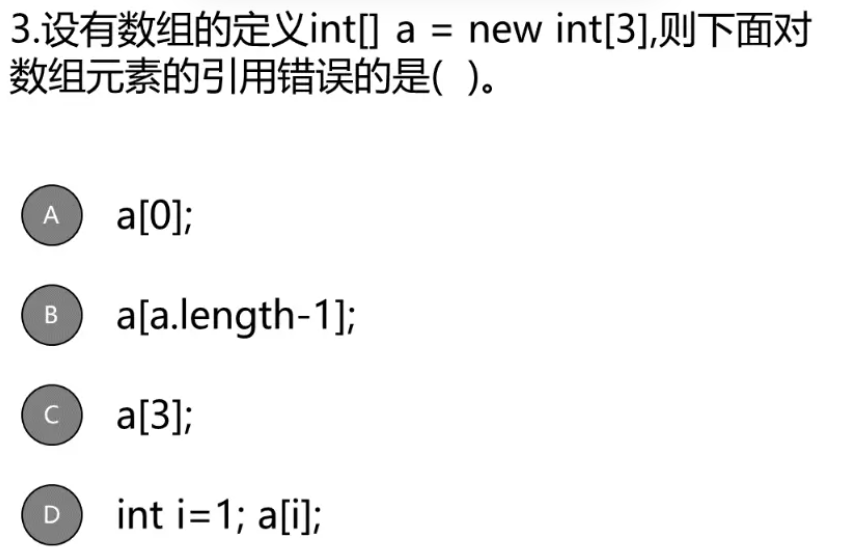 3.设有数组的定义int[] a = new int[3],则下面对
数组元素的引用错误的是( )。
A a[0];
B a[a.length-1];
C a[3];
D int i=1; a[i];